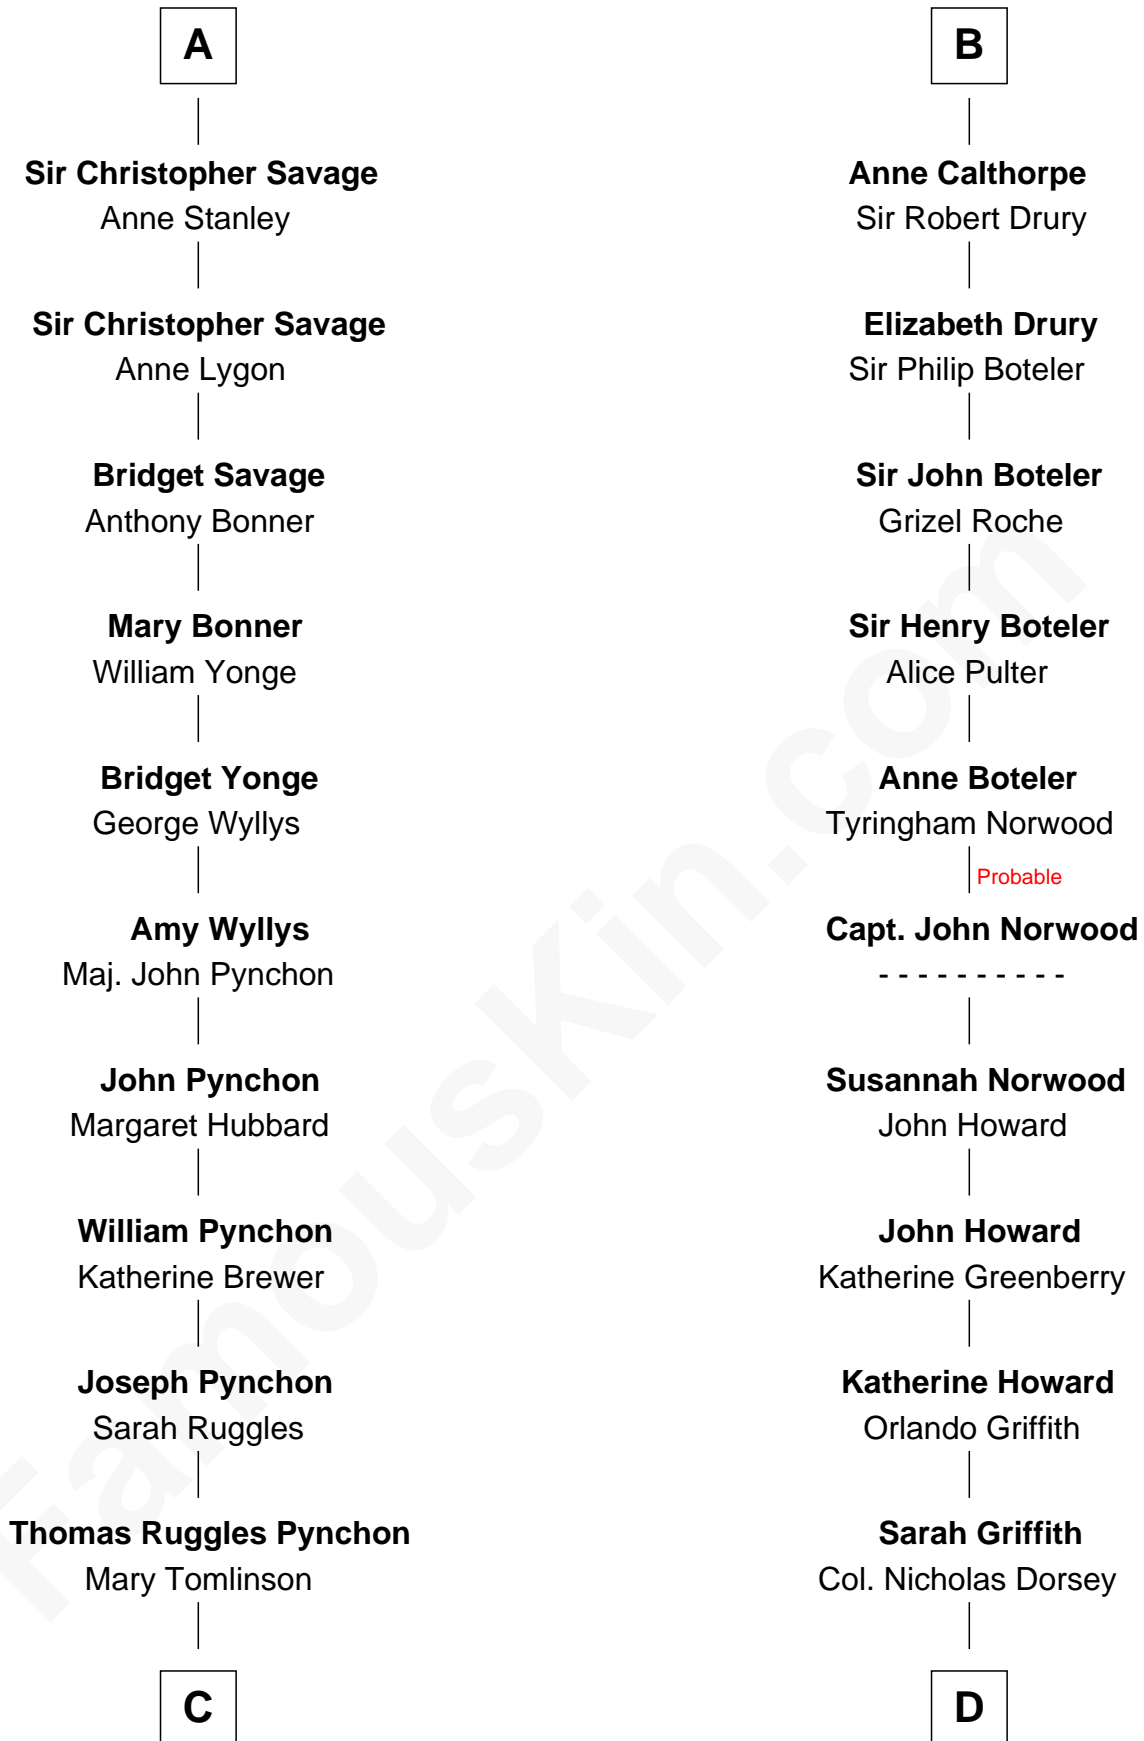 A
Sir Christopher Savage
Anne Stanley
Sir Christopher Savage
Anne Lygon
Bridget Savage
Anthony Bonner
Mary Bonner
William Yonge
Bridget Yonge
George Wyllys
Amy Wyllys
Maj. John Pynchon
John Pynchon
Margaret Hubbard
William Pynchon
Katherine Brewer
Joseph Pynchon
Sarah Ruggles
Thomas Ruggles Pynchon
Mary Tomlinson
C
B
Anne Calthorpe
Sir Robert Drury
Elizabeth Drury
Sir Philip Boteler
Sir John Boteler
Grizel Roche
Sir Henry Boteler
Alice Pulter
Anne Boteler
Tyringham Norwood
Probable
Capt. John Norwood
- - - - - - - - - -
Susannah Norwood
John Howard
John Howard
Katherine Greenberry
Katherine Howard
Orlando Griffith
Sarah Griffith
Col. Nicholas Dorsey
D
FamousKin.com